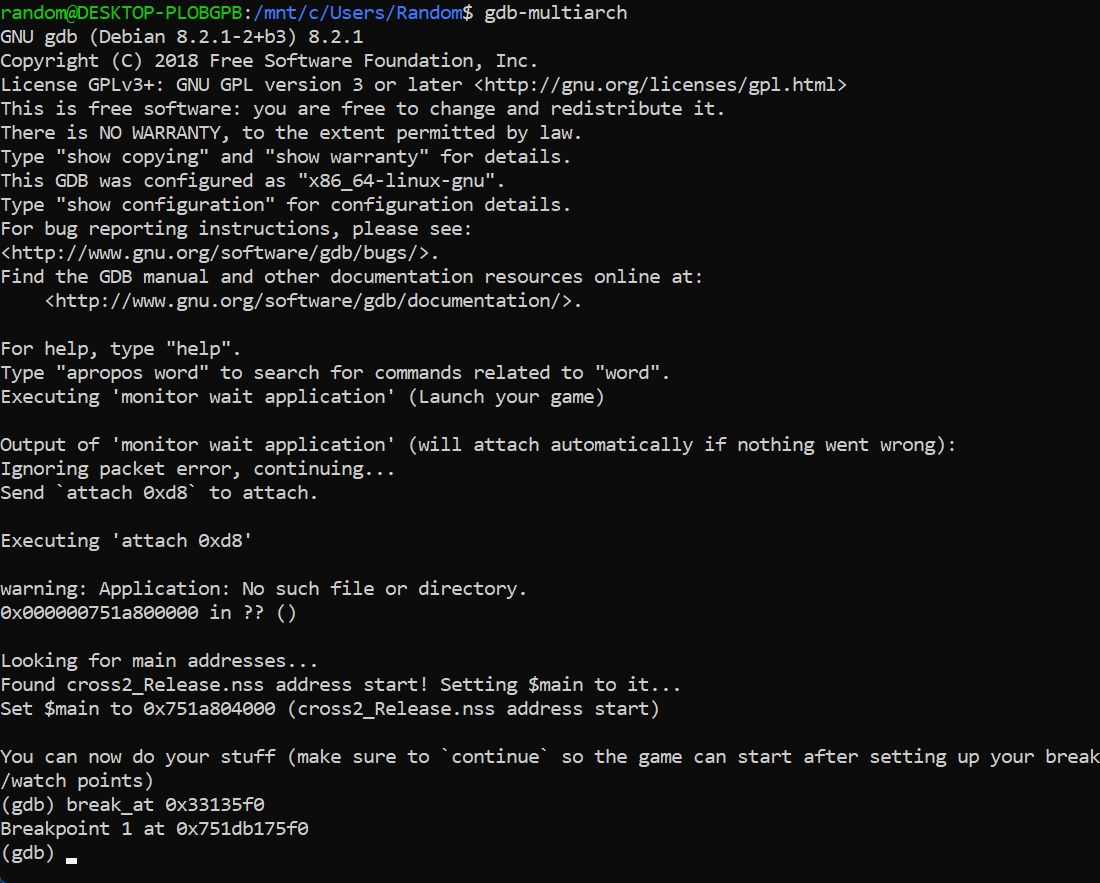 random@DESKTOP-PLOBGPB:/mnt/c/Users/Random$ gdb-multiarch
GNU gdb (Debian 8.2.1-2+b3) 8.2.1
Copyright (C) 2018 Free Software Foundation, Inc.
License GPLv3+: GNU GPL version 3 or later <http://gnu.org/licenses/gpl.html>
This is free software: you are free to change and redistribute it.
There is NO WARRANTY, to the extent permitted by law.
Type "show copying" and "show warranty" for details.
This GDB was configured as "x86_64-linux-gnu".
Type "show configuration" for configuration details.
For bug reporting instructions, please see:
<http://www.gnu.org/software/gdb/bugs/>.
Find the GDB manual and other documentation resources online at:
    <http://www.gnu.org/software/gdb/documentation/>.

For help, type "help".
Type "apropos word" to search for commands related to "word".
Executing 'monitor wait application' (Launch your game)

Output of 'monitor wait application' (will attach automatically if nothing went wrong):
Ignoring packet error, continuing...
Send `attach 0xd8` to attach.

Executing 'attach 0xd8'

warning: Application: No such file or directory.
0x000000751a800000 in ?? ()

Looking for main addresses...
Found cross2_Release.nss address start! Setting $main to it...
Set $main to 0x751a804000 (cross2_Release.nss address start)

You can now do your stuff (make sure to `continue` so the game can start after setting up your break
/watch points)
(gdb) break_at 0x33135f0
Breakpoint 1 at 0x751db175f0
(gdb)